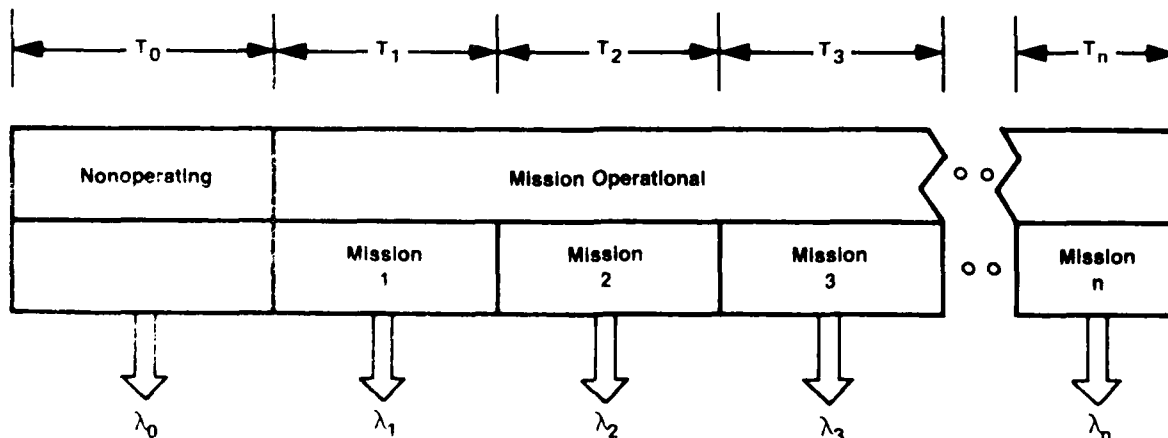 T₀ T₁ T₂ T₃ Tₙ
Nonoperating Mission Operational
Mission Mission Mission Mission
1 2 3 n
λ₀ λ₁ λ₂ λ₃ λₙ